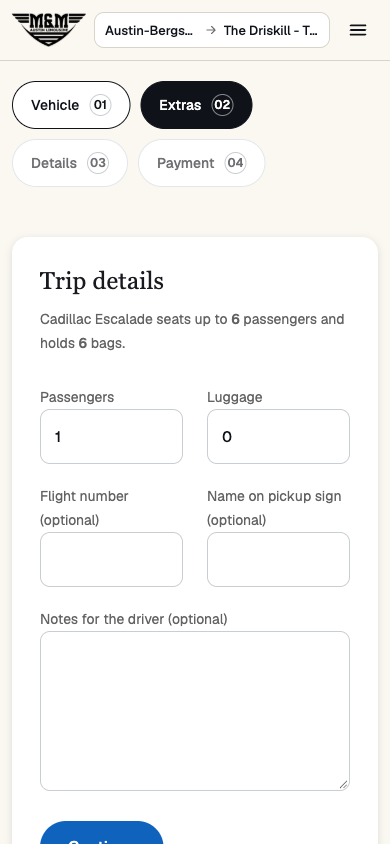 M&M
AUSTIN LIMOUSINE
Austin-Bergs... → The Driskill - T...
Vehicle 01
Extras 02
Details 03
Payment 04
Trip details
Cadillac Escalade seats up to 6 passengers and
holds 6 bags.
Passengers Luggage
1 0
Flight number Name on pickup sign
(optional) (optional)
Notes for the driver (optional)